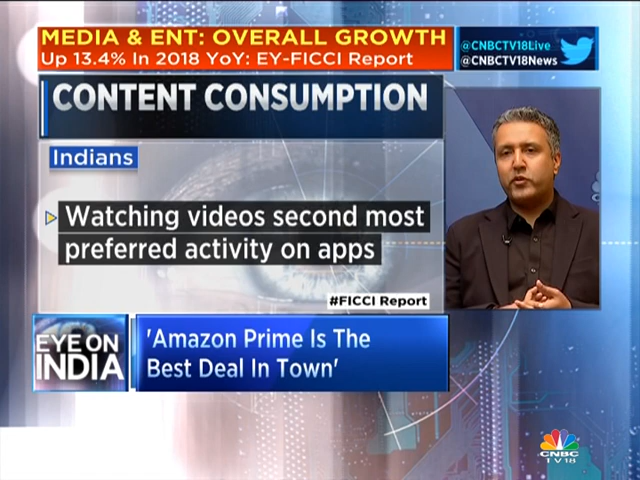 MEDIA & ENT: OVERALL GROWTH
Up 13.4% In 2018 YoY: EY-FICCI Report
@CNBCTV18Live
@CNBCTV18News
CONTENT CONSUMPTION
Indians
Watching videos second most
preferred activity on apps
#FICCI Report
EYE ON
INDIA
'Amazon Prime Is The
Best Deal In Town'
CNBC
TV18